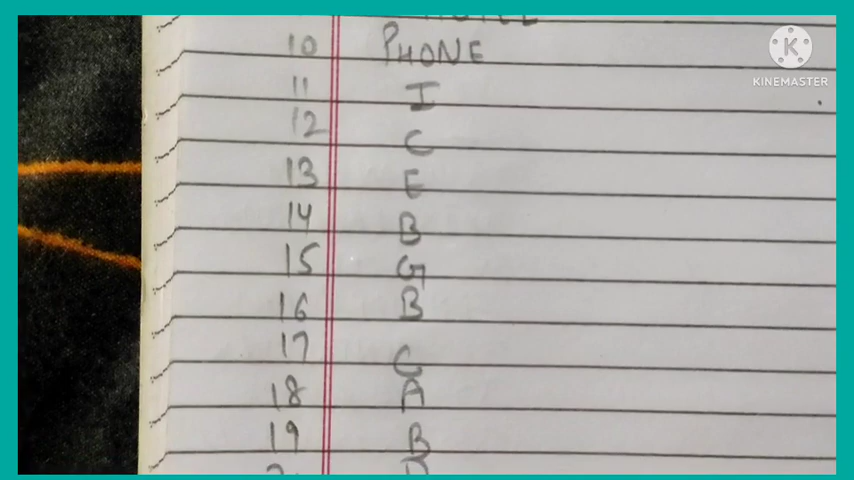 10 PHONE
K
KINEMASTER
11 I
12 C
13 E
14 B
15 G
16 B
17 C
18 A
19 B